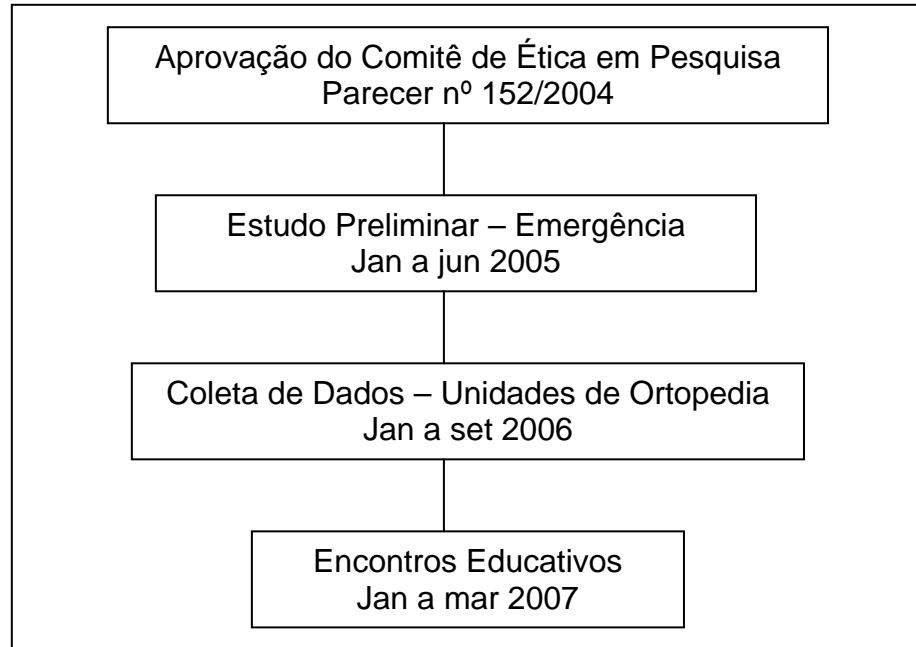 Aprovação do Comitê de Ética em Pesquisa
Parecer nº 152/2004
Estudo Preliminar – Emergência
Jan a jun 2005
Coleta de Dados – Unidades de Ortopedia
Jan a set 2006
Encontros Educativos
Jan a mar 2007